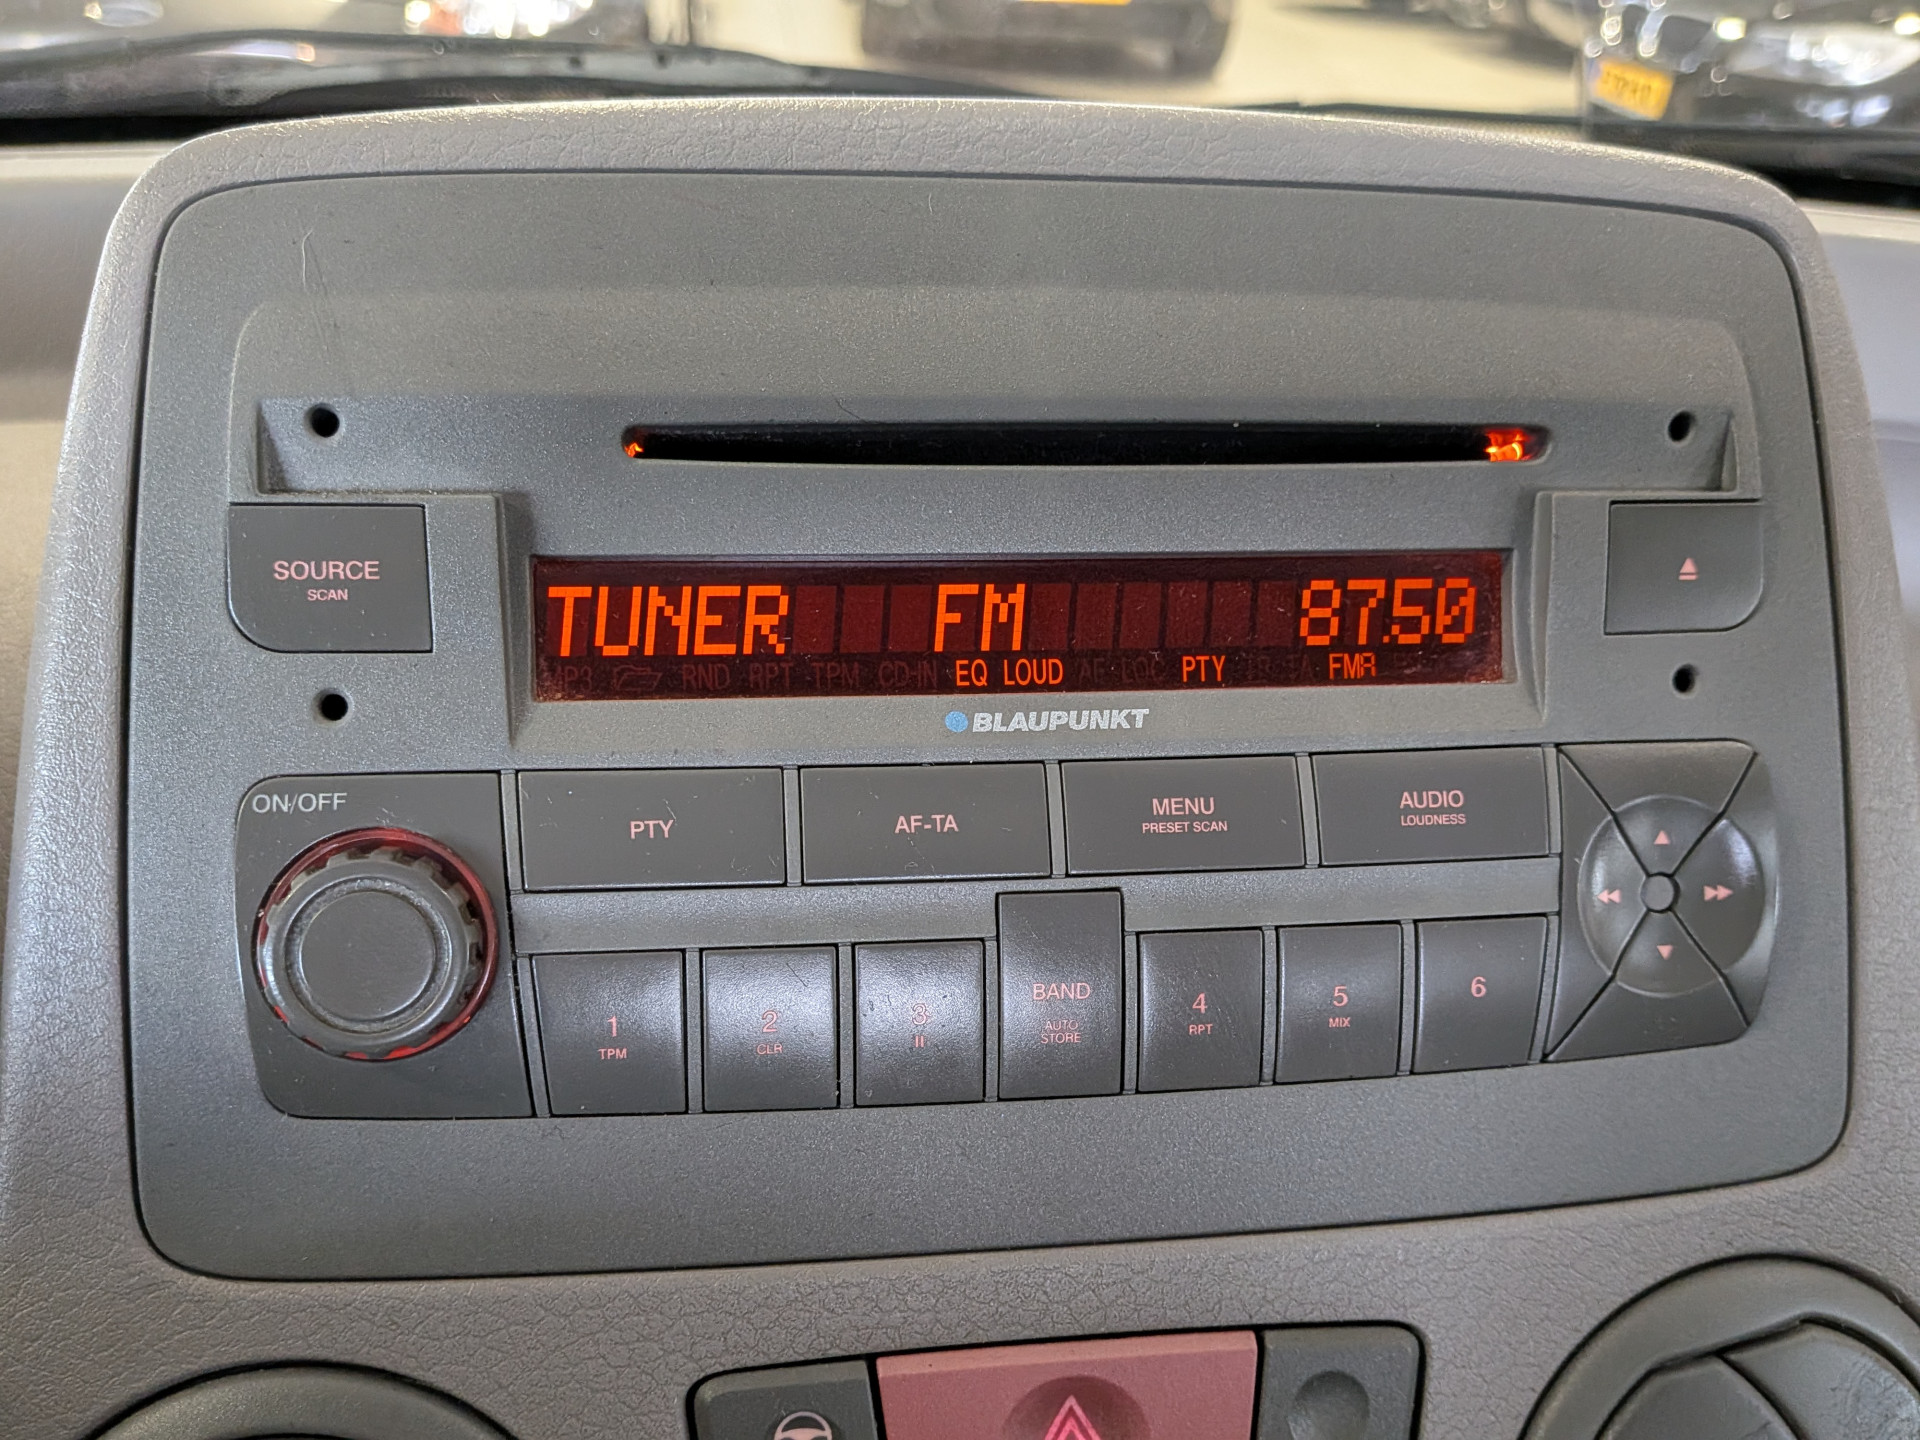 SOURCE
SCAN
TUNER FM 87.50
MP3 RND RPT TPM CD-IN EQ LOUD AF LOC PTY TP TA FMR
BLAUPUNKT
ON/OFF
PTY
AF-TA
MENU
PRESET SCAN
AUDIO
LOUDNESS
1
TPM
2
CLR
3
BAND
AUTO
STORE
4
RPT
5
MIX
6